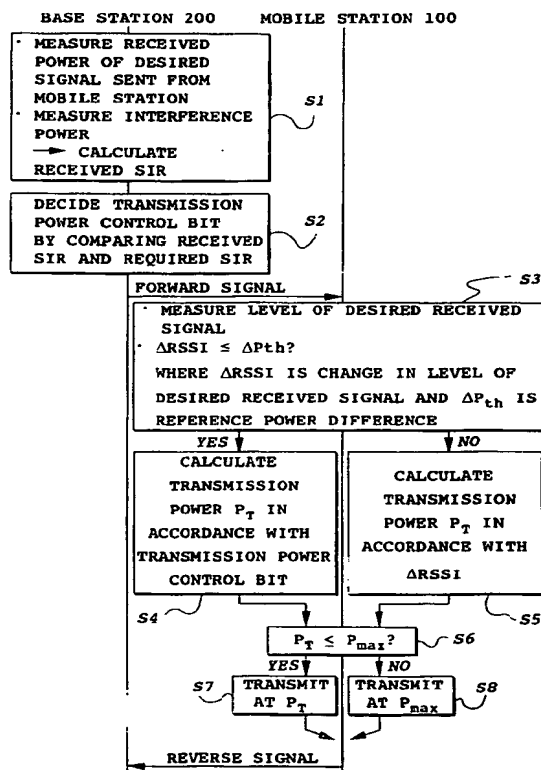 BASE STATION 200 MOBILE STATION 100
· MEASURE RECEIVED
POWER OF DESIRED
SIGNAL SENT FROM
MOBILE STATION
· MEASURE INTERFERENCE
POWER
→ CALCULATE
RECEIVED SIR
S1
DECIDE TRANSMISSION
POWER CONTROL BIT
BY COMPARING RECEIVED
SIR AND REQUIRED SIR
S2
FORWARD SIGNAL
S3
· MEASURE LEVEL OF DESIRED RECEIVED
SIGNAL
· ΔRSSI ≤ ΔPth?
WHERE ΔRSSI IS CHANGE IN LEVEL OF
DESIRED RECEIVED SIGNAL AND ΔPth IS
REFERENCE POWER DIFFERENCE
YES NO
CALCULATE
TRANSMISSION
POWER PT IN
ACCORDANCE WITH
TRANSMISSION POWER
CONTROL BIT
S4
CALCULATE
TRANSMISSION
POWER PT IN
ACCORDANCE WITH
ΔRSSI
S5
PT ≤ Pmax?
S6
YES NO
S7
TRANSMIT
AT PT
TRANSMIT
AT Pmax
S8
REVERSE SIGNAL